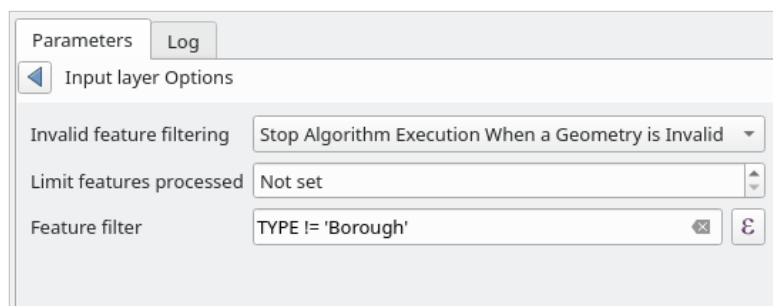 Parameters
Log
Input layer Options
Invalid feature filtering
Stop Algorithm Execution When a Geometry is Invalid
Limit features processed
Not set
Feature filter
TYPE != 'Borough'
ε